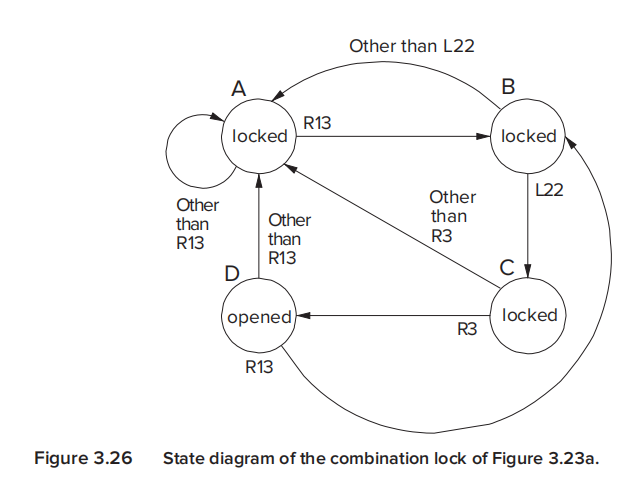 Other than L22
A
B
locked
R13
locked
L22
Other
than
R13
Other
than
R13
Other
than
R3
C
D
opened
R3
locked
R13
Figure 3.26 State diagram of the combination lock of Figure 3.23a.